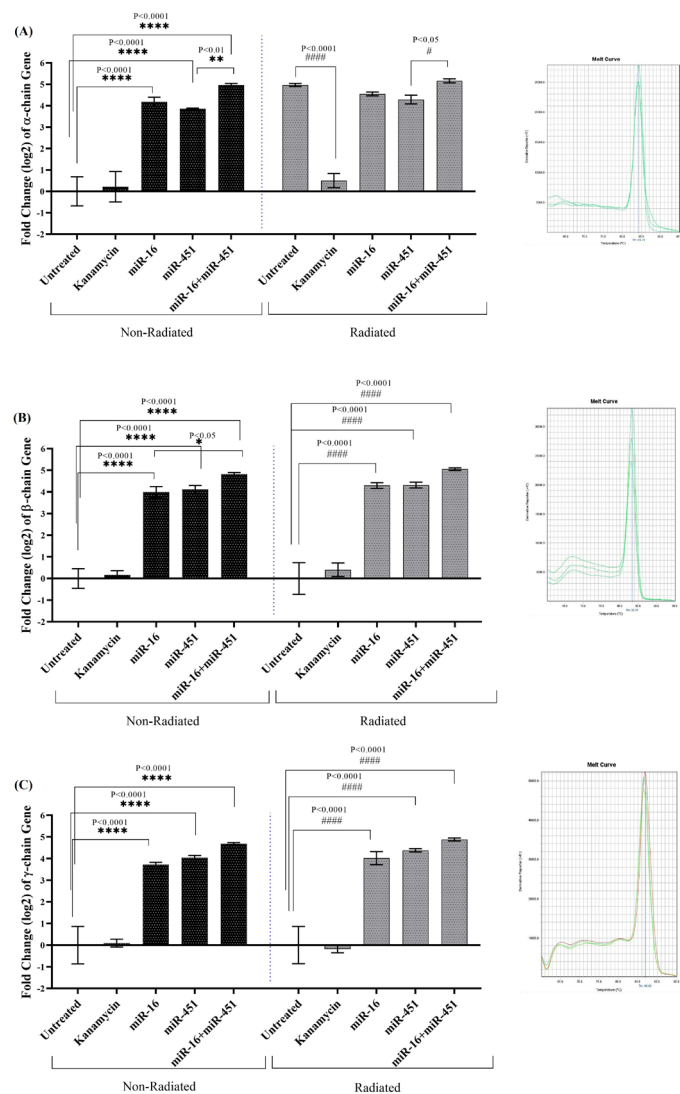 (A)
P<0.0001
****
P<0.0001
****
P<0.01
**
P<0.0001
****
P<0.0001
####
P<0.05
#
Fold Change (log2) of α-chain Gene
6
5
4
3
2
1
0
-1
-2
Untreated
Kanamycin
miR-16
miR-451
miR-16+miR-451
Untreated
Kanamycin
miR-16
miR-451
miR-16+miR-451
Non-Radiated
Radiated
Melt Curve
Temperature (°C)
(B)
P<0.0001
****
P<0.0001
****
P<0.05
*
P<0.0001
****
P<0.0001
####
P<0.0001
####
P<0.0001
####
Fold Change (log2) of β-chain Gene
6
5
4
3
2
1
0
-1
-2
Untreated
Kanamycin
miR-16
miR-451
miR-16+miR-451
Untreated
Kanamycin
miR-16
miR-451
miR-16+miR-451
Non-Radiated
Radiated
Melt Curve
Temperature (°C)
(C)
P<0.0001
****
P<0.0001
****
P<0.0001
****
P<0.0001
####
P<0.0001
####
P<0.0001
####
Fold Change (log2) of γ-chain Gene
6
5
4
3
2
1
0
-1
-2
Untreated
Kanamycin
miR-16
miR-451
miR-16+miR-451
Untreated
Kanamycin
miR-16
miR-451
miR-16+miR-451
Non-Radiated
Radiated
Melt Curve
Temperature (°C)